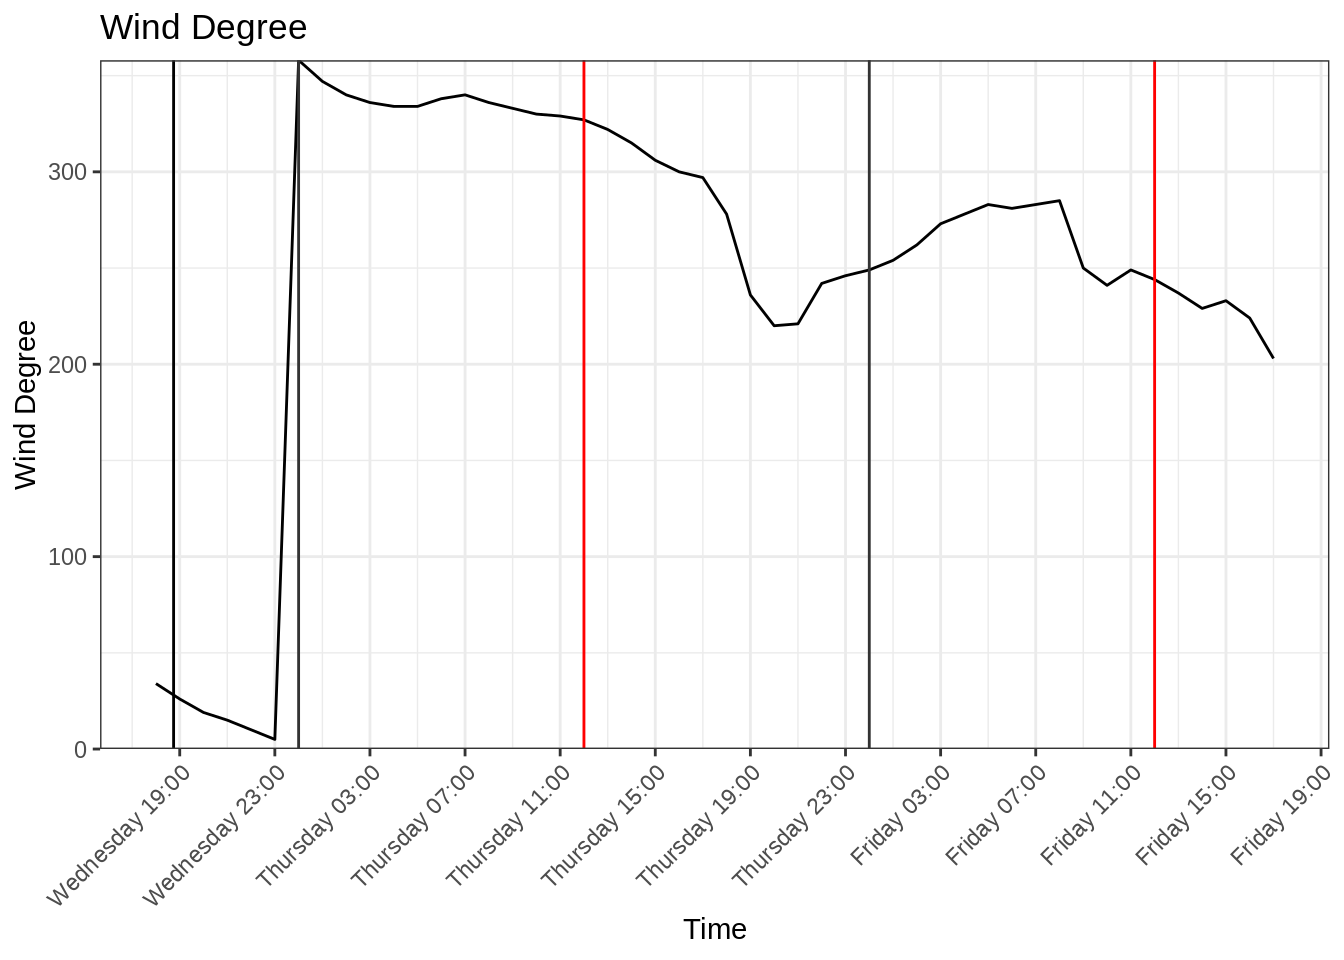 Wind Degree
Wind Degree
300
200
100
0
Wednesday 19:00
Wednesday 23:00
Thursday 03:00
Thursday 07:00
Thursday 11:00
Thursday 15:00
Thursday 19:00
Thursday 23:00
Friday 03:00
Friday 07:00
Friday 11:00
Friday 15:00
Friday 19:00
Time